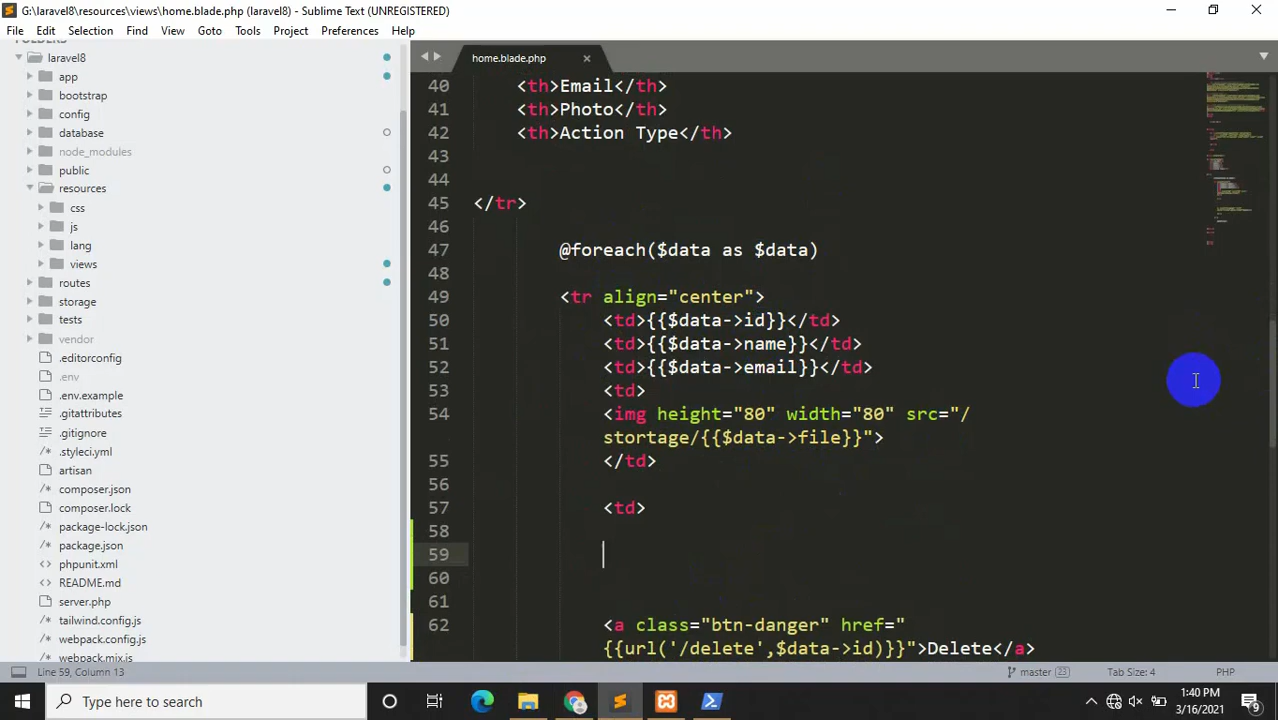 G:\laravel8\resources\views\home.blade.php (laravel8) - Sublime Text (UNREGISTERED)
File Edit Selection Find View Goto Tools Project Preferences Help
FOLDERS
laravel8
app
bootstrap
config
database
node_modules
public
resources
css
js
lang
views
routes
storage
tests
vendor
.editorconfig
.env
.env.example
.gitattributes
.gitignore
.styleci.yml
artisan
composer.json
composer.lock
package-lock.json
package.json
phpunit.xml
README.md
server.php
tailwind.config.js
webpack.config.js
webpack.mix.js
home.blade.php
40 <th>Email</th>
41 <th>Photo</th>
42 <th>Action Type</th>
43
44
45 </tr>
46
47 @foreach($data as $data)
48
49 <tr align="center">
50 <td>{{$data->id}}</td>
51 <td>{{$data->name}}</td>
52 <td>{{$data->email}}</td>
53 <td>
54 <img height="80" width="80" src="/
stortage/{{$data->file}}">
55 </td>
56
57 <td>
58
59
60
61
62 <a class="btn-danger" href="
{{url('/delete',$data->id)}}">Delete</a>
Line 59, Column 13
master 23
Tab Size: 4
PHP
Type here to search
1:40 PM
3/16/2021
9